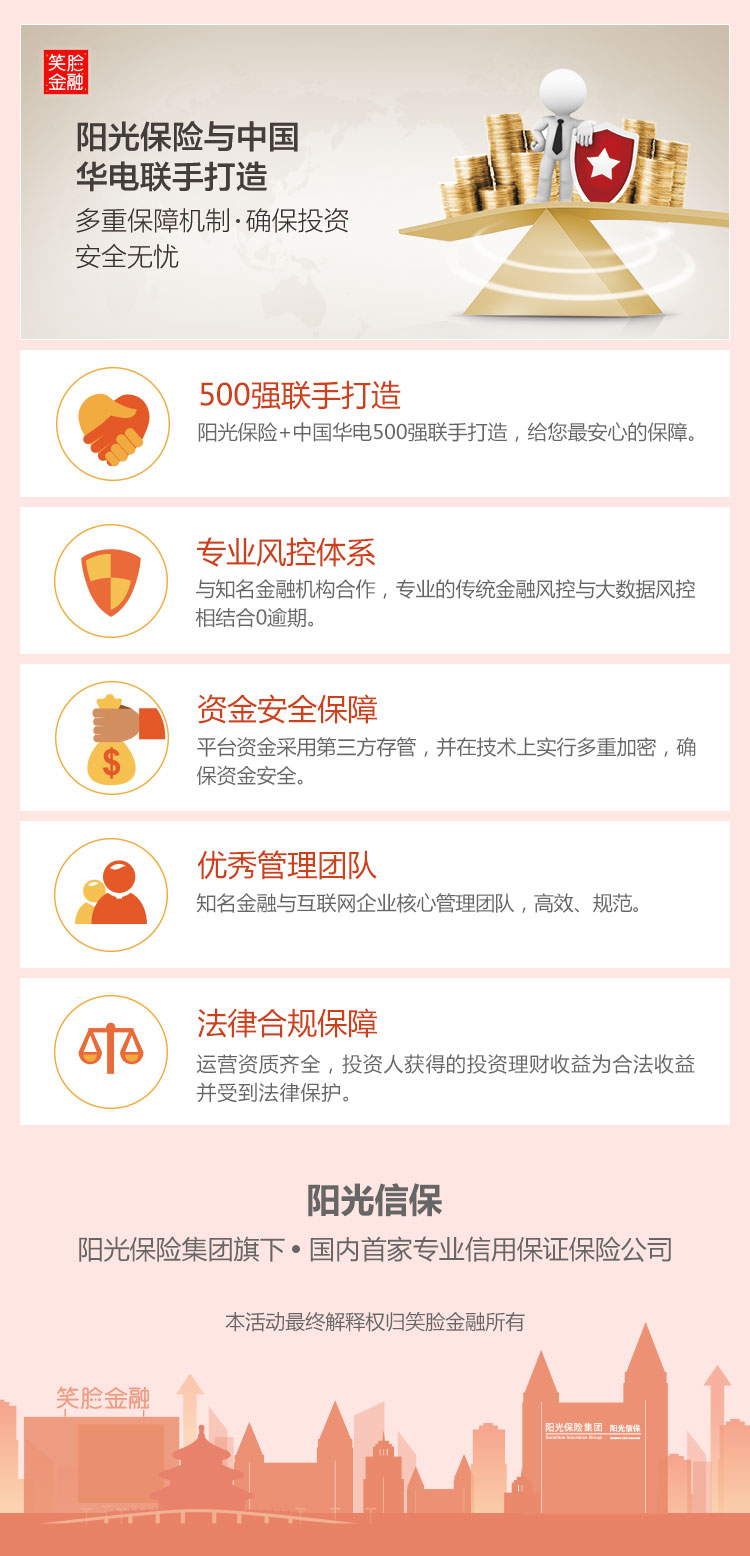 笑脸
金融
阳光保险与中国
华电联手打造
多重保障机制·确保投资
安全无忧
500强联手打造
阳光保险+中国华电500强联手打造，给您最安心的保障。
专业风控体系
与知名金融机构合作，专业的传统金融风控与大数据风控
相结合0逾期。
资金安全保障
平台资金采用第三方存管，并在技术上实行多重加密，确
保资金安全。
优秀管理团队
知名金融与互联网企业核心管理团队，高效、规范。
法律合规保障
运营资质齐全，投资人获得的投资理财收益为合法收益
并受到法律保护。
阳光信保
阳光保险集团旗下•国内首家专业信用保证保险公司
本活动最终解释权归笑脸金融所有
笑脸金融
阳光保险集团 阳光信保
Sunshine Insurance Group